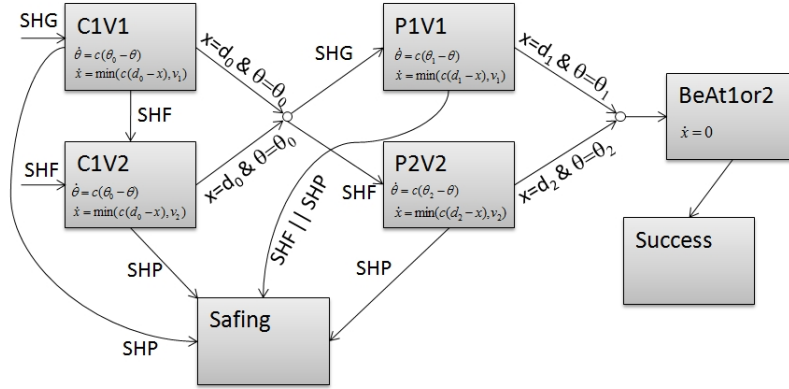 SHG
C1V1
θ̇ = c(θ₀ − θ)
ẋ = min(c(d₀ − x), v₁)
x=d₀ & θ=θ₀
SHG
P1V1
θ̇ = c(θ₁ − θ)
ẋ = min(c(d₁ − x), v₁)
x=d₁ & θ=θ₁
BeAt1or2
ẋ = 0
SHF
SHF
C1V2
θ̇ = c(θ₀ − θ)
ẋ = min(c(d₀ − x), v₂)
x=d₀ & θ=θ₀
SHF
P2V2
θ̇ = c(θ₂ − θ)
ẋ = min(c(d₂ − x), v₂)
x=d₂ & θ=θ₂
SHF || SHP
SHP
SHP
Success
Safing
SHP